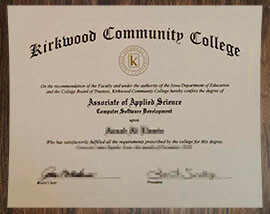 Kirkwood Community College
K
On the recommendation of the Faculty and under the authority of the Iowa Department of Education
and the College Board of Trustees, Kirkwood Community College hereby confers the degree of
Associate of Applied Science
Computer Software Development
upon
Who has satisfactorily fulfilled all the requirements prescribed by the college for this degree.
President